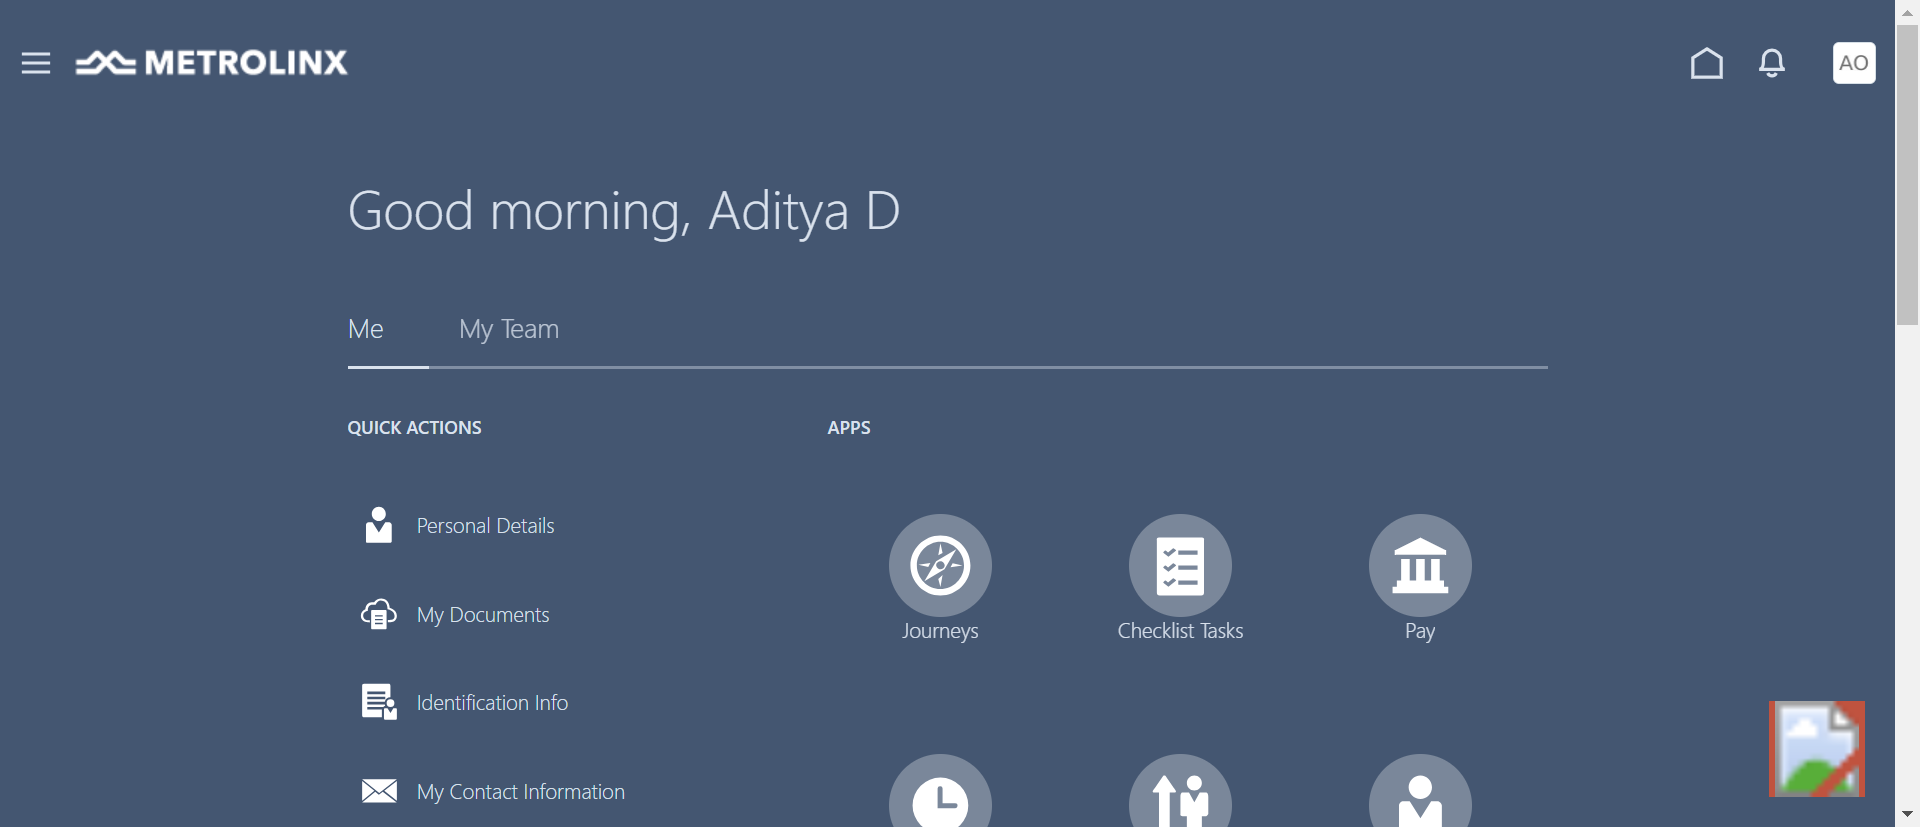 METROLINX
AO
Good morning, Aditya D
Me
My Team
QUICK ACTIONS
APPS
Personal Details
My Documents
Identification Info
My Contact Information
Journeys
Checklist Tasks
Pay